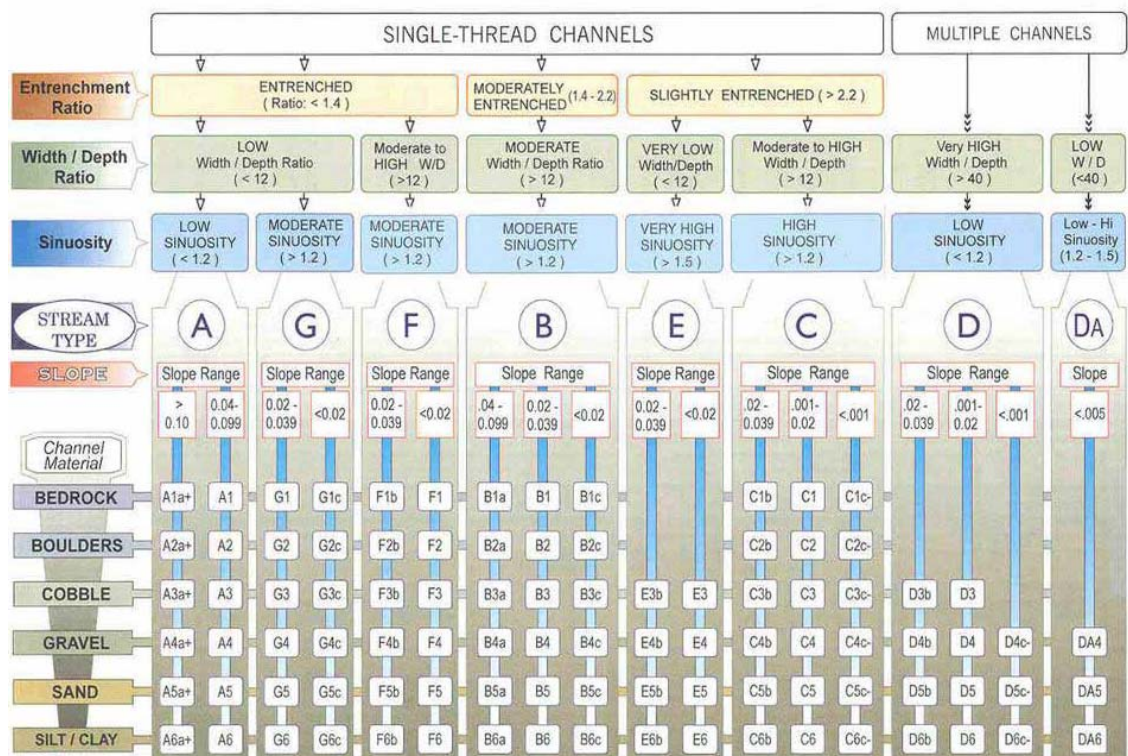 SINGLE-THREAD CHANNELS
MULTIPLE CHANNELS
Entrenchment
Ratio
ENTRENCHED
( Ratio: < 1.4 )
MODERATELY
ENTRENCHED (1.4 - 2.2)
SLIGHTLY ENTRENCHED ( > 2.2 )
Width / Depth
Ratio
LOW
Width / Depth Ratio
( < 12 )
Moderate to
HIGH W/D
(>12 )
MODERATE
Width / Depth Ratio
( > 12 )
VERY LOW
Width/Depth
( < 12 )
Moderate to HIGH
Width / Depth
( > 12 )
Very HIGH
Width / Depth
( > 40 )
LOW
W / D
(<40 )
Sinuosity
LOW
SINUOSITY
( < 1.2 )
MODERATE
SINUOSITY
( > 1.2 )
MODERATE
SINUOSITY
( > 1.2 )
MODERATE
SINUOSITY
( > 1.2 )
VERY HIGH
SINUOSITY
( > 1.5 )
HIGH
SINUOSITY
( > 1.2 )
LOW
SINUOSITY
( < 1.2 )
Low - Hi
Sinuosity
(1.2 - 1.5)
STREAM
TYPE
A G F B E C D DA
SLOPE
Slope Range Slope Range Slope Range Slope Range Slope Range Slope Range Slope Range Slope
> 0.10
0.04-
0.099
0.02 -
0.039
<0.02
0.02 -
0.039
<0.02
.04 -
0.099
0.02 -
0.039
<0.02
0.02 -
0.039
<0.02
.02 -
0.039
.001-
0.02
<.001
.02 -
0.039
.001-
0.02
<.001
<.005
Channel
Material
BEDROCK A1a+ A1 G1 G1c F1b F1 B1a B1 B1c C1b C1 C1c-
BOULDERS A2a+ A2 G2 G2c F2b F2 B2a B2 B2c C2b C2 C2c-
COBBLE A3a+ A3 G3 G3c F3b F3 B3a B3 B3c E3b E3 C3b C3 C3c- D3b D3
GRAVEL A4a+ A4 G4 G4c F4b F4 B4a B4 B4c E4b E4 C4b C4 C4c- D4b D4 D4c- DA4
SAND A5a+ A5 G5 G5c F5b F5 B5a B5 B5c E5b E5 C5b C5 C5c- D5b D5 D5c- DA5
SILT / CLAY A6a+ A6 G6 G6c F6b F6 B6a B6 B6c E6b E6 C6b C6 C6c- D6b D6 D6c- DA6